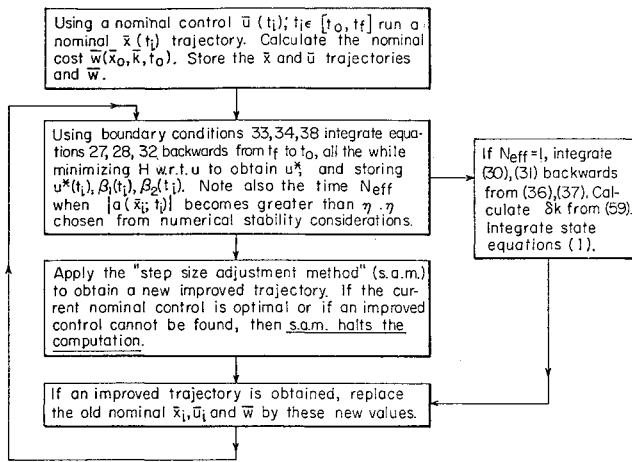 Using a nominal control ū (tᵢ); tᵢϵ [t₀, t_f] run a
nominal x̄ (tᵢ) trajectory. Calculate the nominal
cost w̄(x̄₀, k̄, t₀). Store the x̄ and ū trajectories
and w̄.
Using boundary conditions 33,34,38 integrate equa-
tions 27, 28, 32 backwards from t_f to t₀, all the while
minimizing H w.r.t. u to obtain u*, and storing
u*(tᵢ), β₁(tᵢ), β₂(tᵢ). Note also the time N_eff
when |a(x̄ᵢ; tᵢ)| becomes greater than η . η
chosen from numerical stability considerations.
If N_eff=1, integrate
(30),(31) backwards
from (36),(37). Cal-
culate δk from (59).
Integrate state
equations (1).
Apply the "step size adjustment method" (s.a.m.)
to obtain a new improved trajectory. If the cur-
rent nominal control is optimal or if an improved
control cannot be found, then s.a.m. halts the
computation.
If an improved trajectory is obtained, replace
the old nominal x̄ᵢ, ūᵢ and w̄ by these new values.